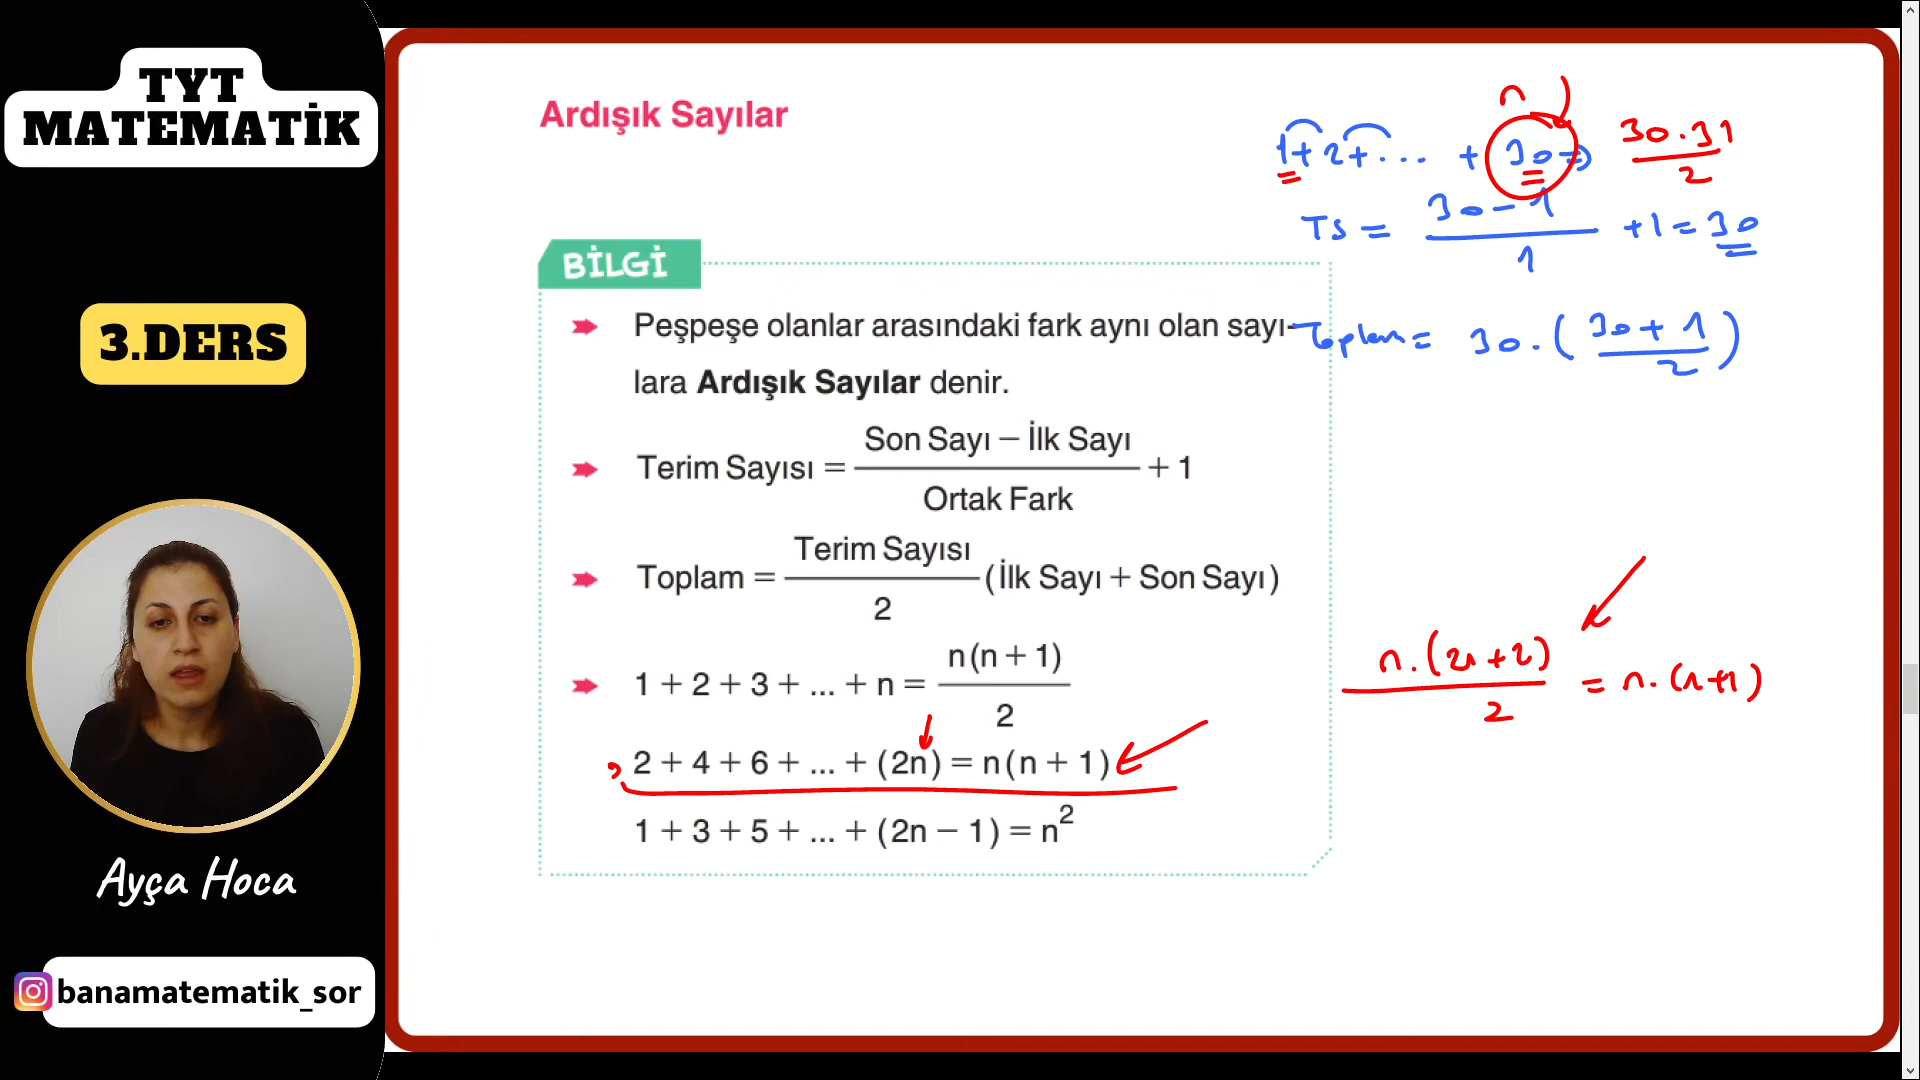 TYT
MATEMATİK
3.DERS
Ayça Hoca
banamatematik_sor
Ardışık Sayılar
BİLGİ
Peşpeşe olanlar arasındaki fark aynı olan sayı-
lara Ardışık Sayılar denir.
Terim Sayısı = (Son Sayı − İlk Sayı) / Ortak Fark + 1
Toplam = Terim Sayısı / 2 (İlk Sayı + Son Sayı)
1 + 2 + 3 + ... + n = n(n + 1) / 2
2 + 4 + 6 + ... + (2n) = n(n + 1)
1 + 3 + 5 + ... + (2n − 1) = n²
n
1 + 2 + ... + 30 ⇒ 30.31 / 2
TS = 30 - 1 / 1 + 1 = 30
Toplam = 30.(30 + 1 / 2)
n.(2n+2) / 2 = n.(n+1)